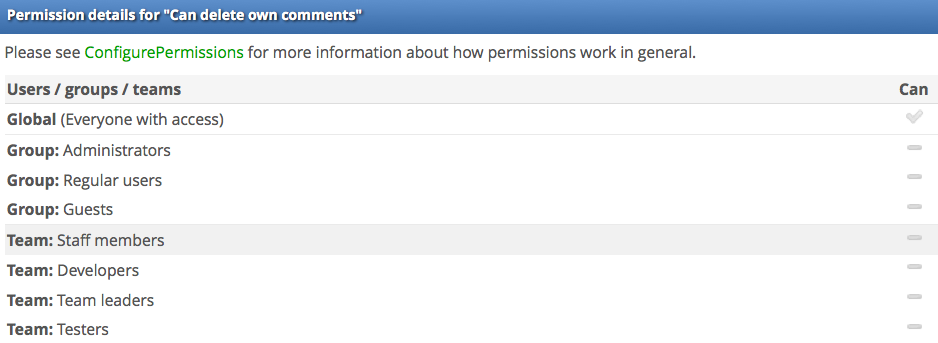 Permission details for "Can delete own comments"
Please see ConfigurePermissions for more information about how permissions work in general.
Users / groups / teams Can
Global (Everyone with access)
Group: Administrators
Group: Regular users
Group: Guests
Team: Staff members
Team: Developers
Team: Team leaders
Team: Testers